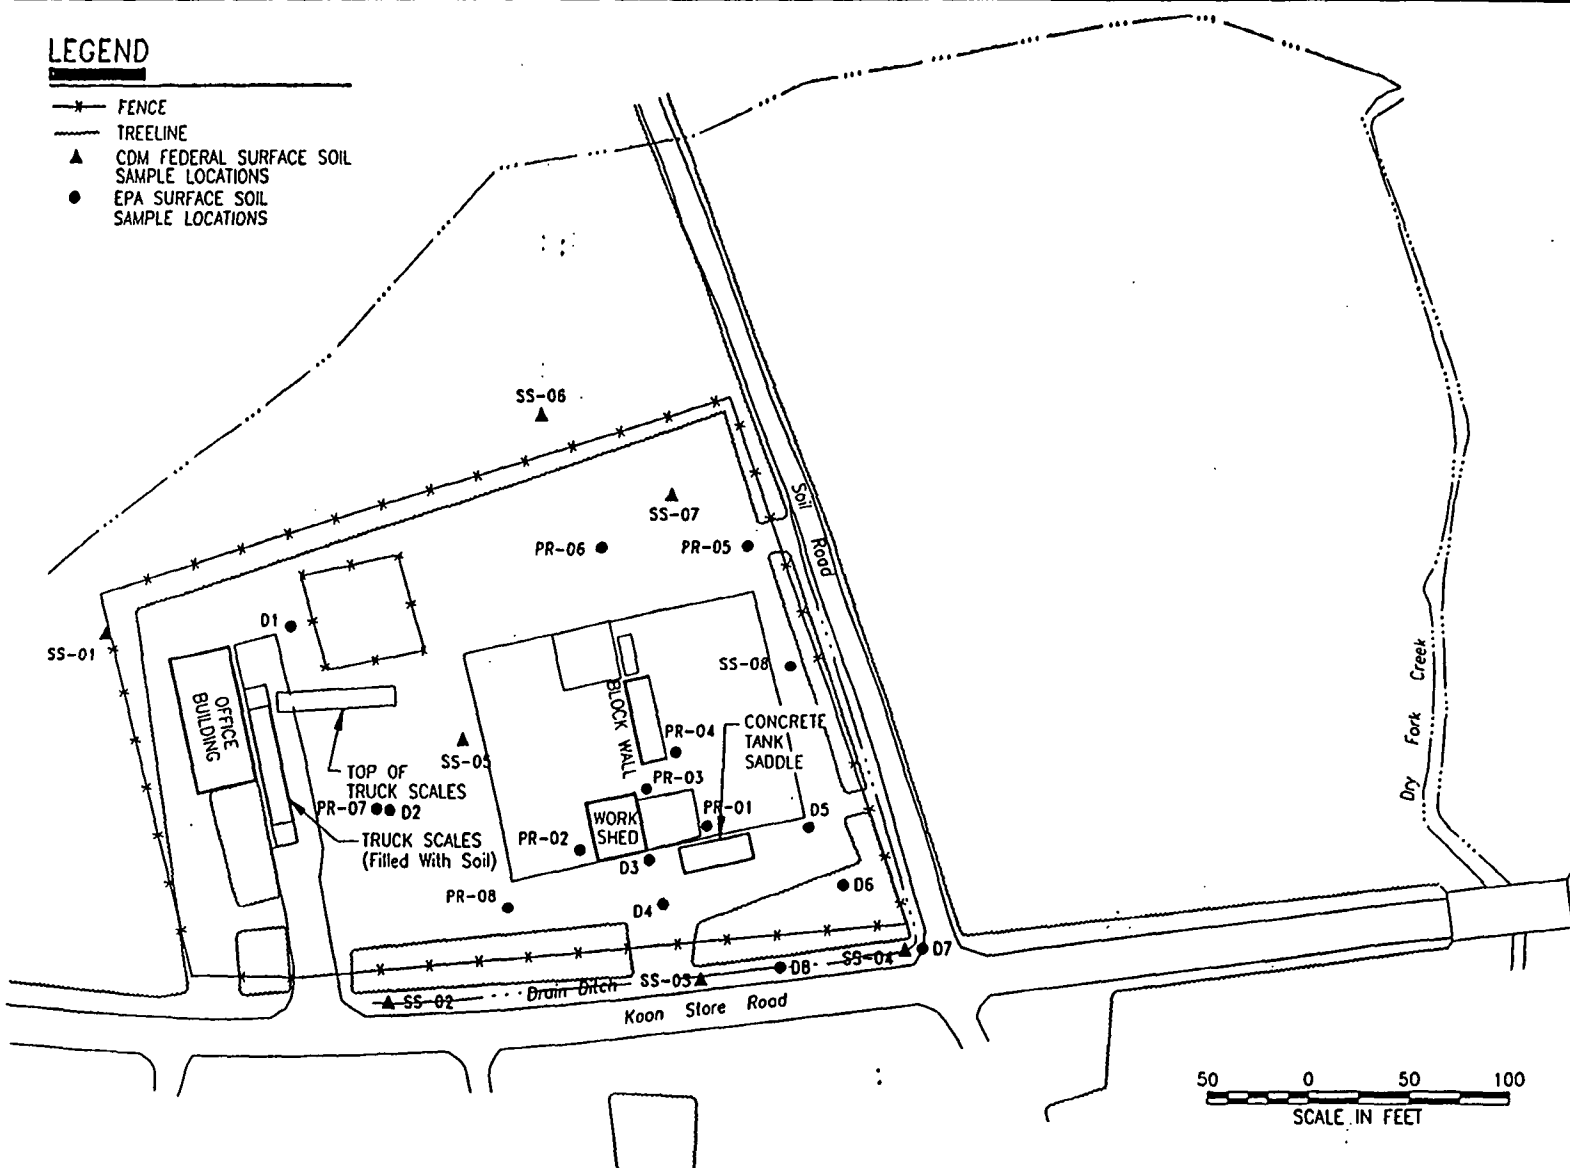 LEGEND
FENCE
TREELINE
CDM FEDERAL SURFACE SOIL
SAMPLE LOCATIONS
EPA SURFACE SOIL
SAMPLE LOCATIONS
SS-06
SS-07
Soil Road
PR-06
PR-05
D1
SS-01
SS-08
OFFICE
BUILDING
BLOCK WALL
Dry Fork Creek
PR-04
CONCRETE
TANK
SADDLE
SS-05
TOP OF
TRUCK SCALES
PR-03
PR-07
D2
PR-01
D5
WORK
SHED
TRUCK SCALES
(Filled With Soil)
PR-02
D3
D6
PR-08
D4
SS-04
D7
D8
SS-03
Drain Ditch
SS-02
Koon Store Road
50 0 50 100
SCALE IN FEET